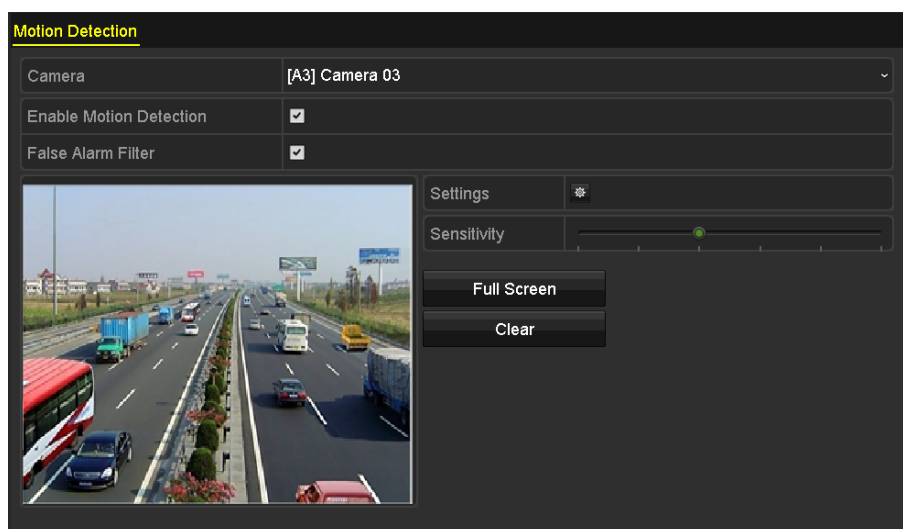 Motion Detection
Camera [A3] Camera 03
Enable Motion Detection
False Alarm Filter
Settings
Sensitivity
Full Screen
Clear